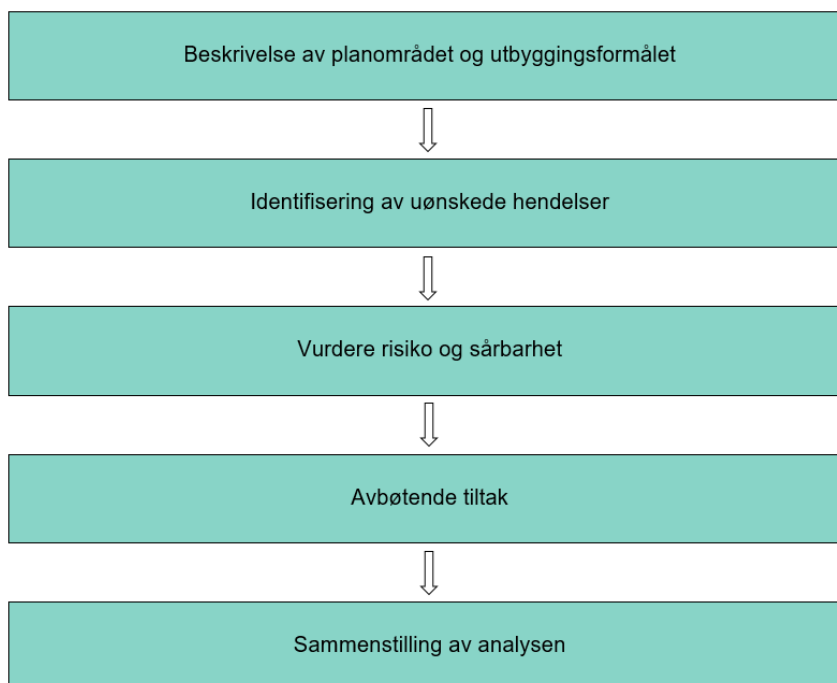 Beskrivelse av planområdet og utbyggingsformålet
Identifisering av uønskede hendelser
Vurdere risiko og sårbarhet
Avbøtende tiltak
Sammenstilling av analysen